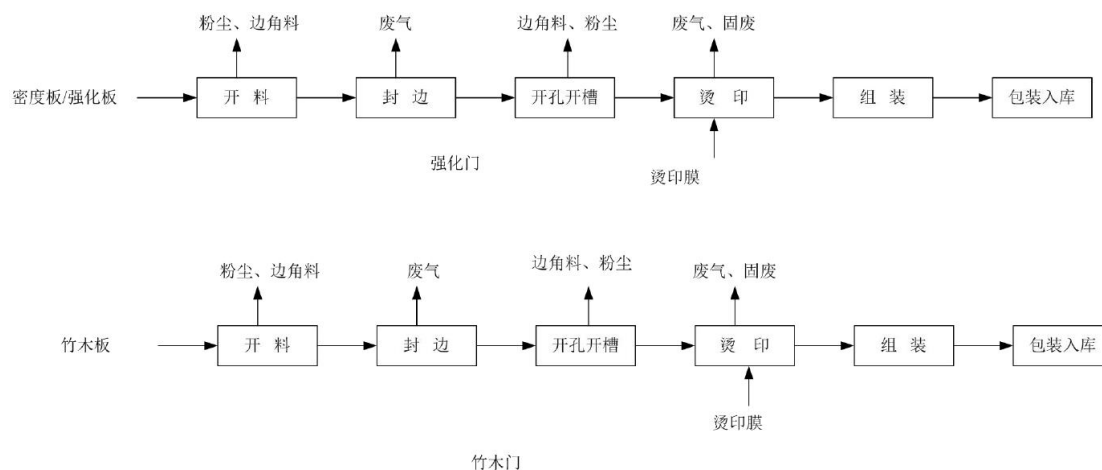 粉尘、边角料 废气 边角料、粉尘 废气、固废
密度板/强化板 开 料 封 边 开孔开槽 烫 印 组 装 包装入库
强化门 烫印膜
粉尘、边角料 废气 边角料、粉尘 废气、固废
竹木板 开 料 封 边 开孔开槽 烫 印 组 装 包装入库
烫印膜
竹木门